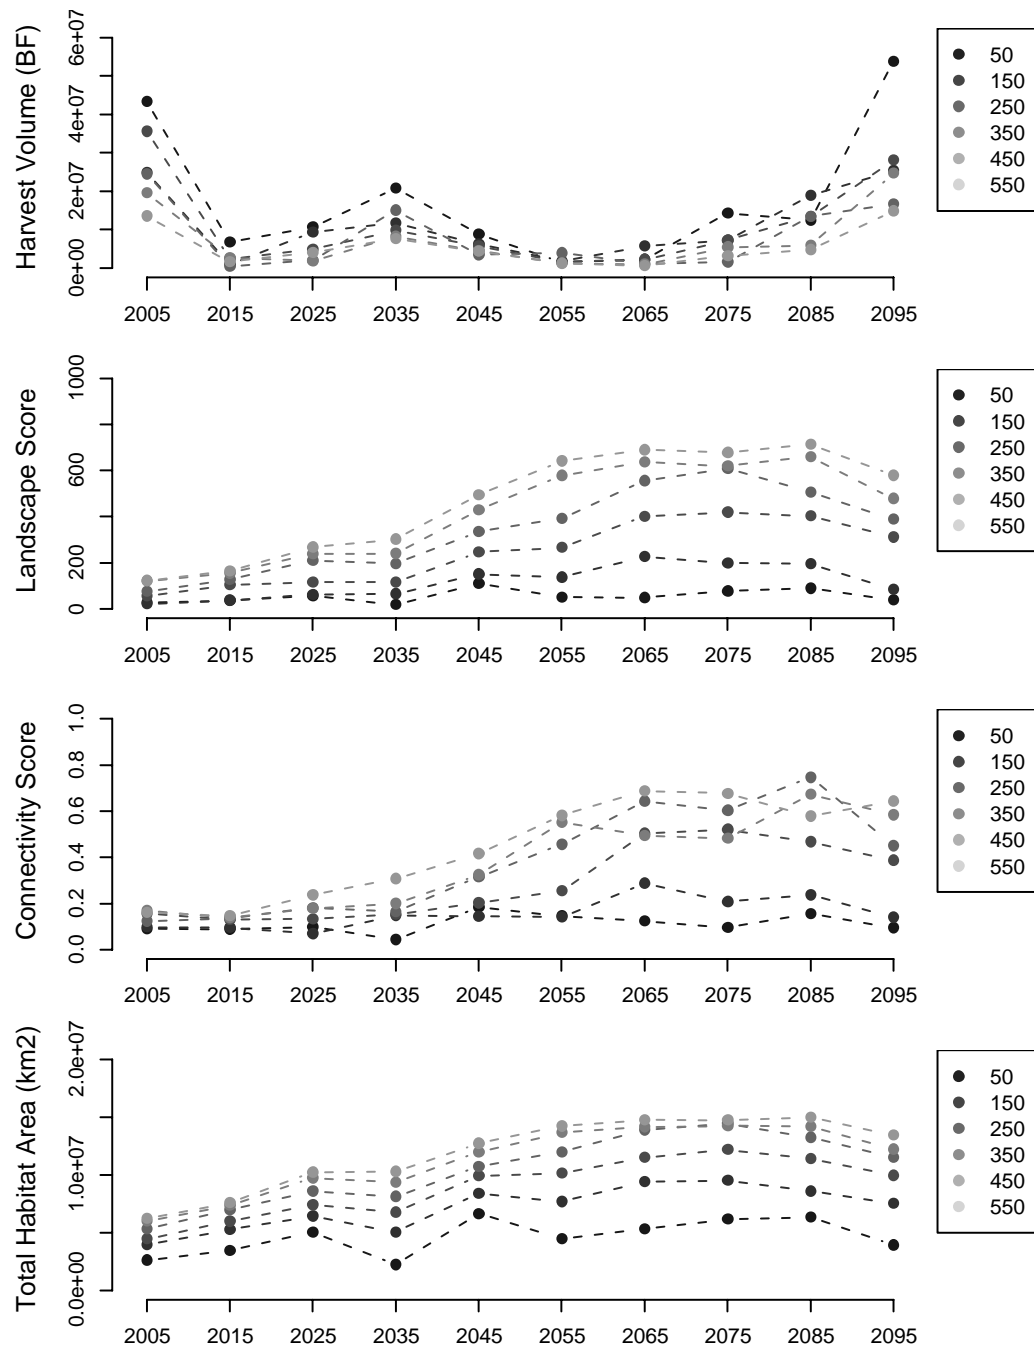 Harvest Volume (BF)
0e+00 2e+07 4e+07 6e+07
2005 2015 2025 2035 2045 2055 2065 2075 2085 2095
50
150
250
350
450
550
Landscape Score
0 200 600 1000
2005 2015 2025 2035 2045 2055 2065 2075 2085 2095
50
150
250
350
450
550
Connectivity Score
0.0 0.2 0.4 0.6 0.8 1.0
2005 2015 2025 2035 2045 2055 2065 2075 2085 2095
50
150
250
350
450
550
Total Habitat Area (km2)
0.0e+00 1.0e+07 2.0e+07
2005 2015 2025 2035 2045 2055 2065 2075 2085 2095
50
150
250
350
450
550